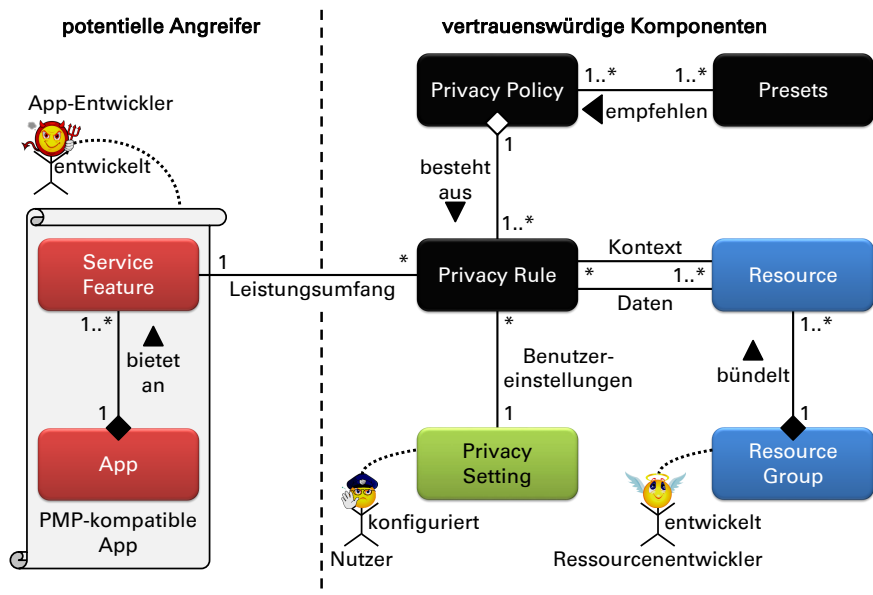 potentielle Angreifer
vertrauenswürdige Komponenten
App-Entwickler
entwickelt
Service
Feature
1..*
bietet
an
1
App
PMP-kompatible
App
1
Leistungsumfang
*
Privacy Policy
1..*
1..*
empfehlen
Presets
1
besteht
aus
1..*
Privacy Rule
Kontext
*
1..*
Daten
Resource
*
Benutzer-
einstellungen
1
Privacy
Setting
konfiguriert
Nutzer
1..*
bündelt
1
Resource
Group
entwickelt
Ressourcenentwickler